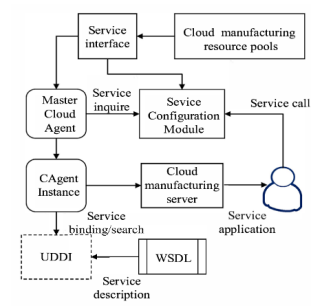 Service
interface
Cloud manufacturing
resource pools
Master
Cloud
Agent
Service
inquire
Sevice
Configuration
Module
Service call
CAgent
Instance
Cloud
manufacturing
server
Service
binding/search
Service
application
UDDI
WSDL
Service
description